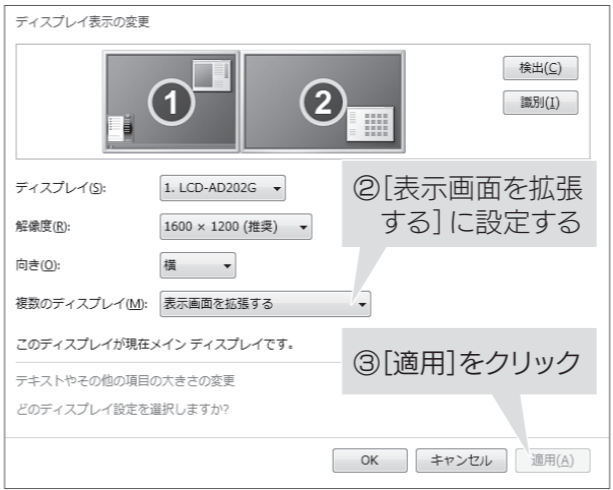 ディスプレイ表示の変更
1
2
検出(C)
識別(I)
ディスプレイ(S):
1. LCD-AD202G
解像度(R):
1600 × 1200 (推奨)
向き(O):
横
複数のディスプレイ(M):
表示画面を拡張する
②[表示画面を拡張
する]に設定する
このディスプレイが現在メイン ディスプレイです。
テキストやその他の項目の大きさの変更
どのディスプレイ設定を選択しますか?
③[適用]をクリック
OK
キャンセル
適用(A)